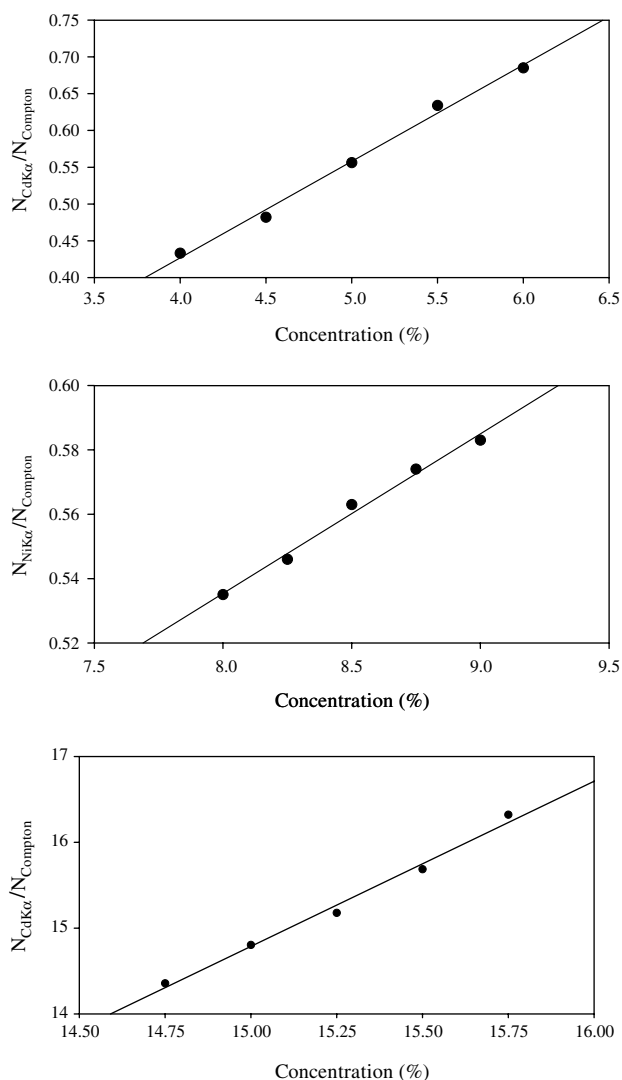 0.75
0.70
0.65
0.60
0.55
0.50
0.45
0.40
N_CdKα/N_Compton
3.5 4.0 4.5 5.0 5.5 6.0 6.5
Concentration (%)
0.60
0.58
0.56
0.54
0.52
N_NiKα/N_Compton
7.5 8.0 8.5 9.0 9.5
Concentration (%)
17
16
15
14
N_CdKα/N_Compton
14.50 14.75 15.00 15.25 15.50 15.75 16.00
Concentration (%)